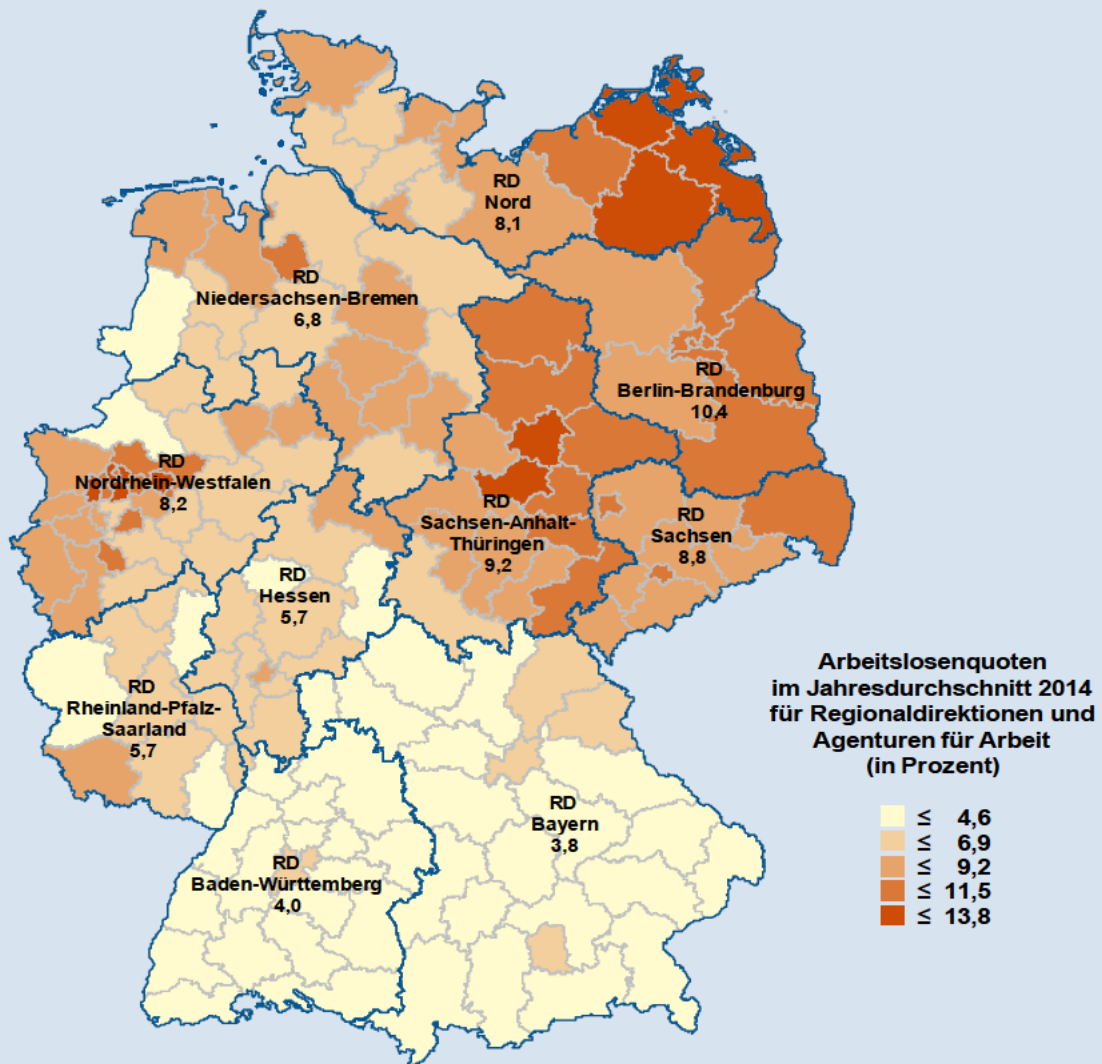 RD
Nord
8,1
RD
Niedersachsen-Bremen
6,8
RD
Berlin-Brandenburg
10,4
RD
Nordrhein-Westfalen
8,2
RD
Sachsen-Anhalt-
Thüringen
9,2
RD
Sachsen
8,8
RD
Hessen
5,7
RD
Rheinland-Pfalz-
Saarland
5,7
RD
Bayern
3,8
RD
Baden-Württemberg
4,0
Arbeitslosenquoten
im Jahresdurchschnitt 2014
für Regionaldirektionen und
Agenturen für Arbeit
(in Prozent)
≤ 4,6
≤ 6,9
≤ 9,2
≤ 11,5
≤ 13,8